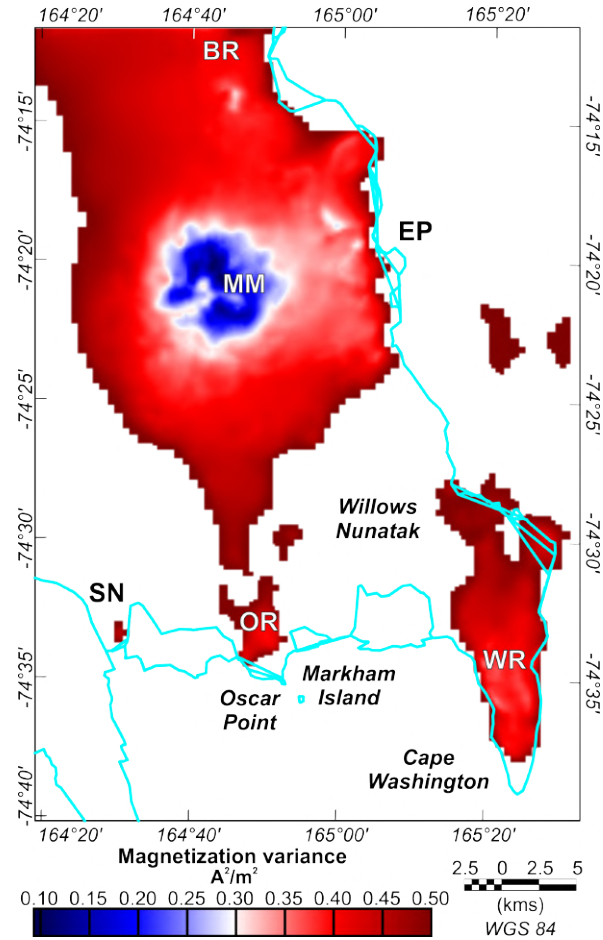 164°20' 164°40' 165°00' 165°20'
BR
-74°15' -74°15'
EP
-74°20' -74°20'
MM
-74°25' -74°25'
Willows
Nunatak
-74°30' -74°30'
SN
OR
WR
-74°35' -74°35'
Markham
Island
Oscar
Point
Cape
Washington
-74°40'
164°20' 164°40' 165°00' 165°20'
Magnetization variance
A²/m²
0.10 0.15 0.20 0.25 0.30 0.35 0.40 0.45 0.50
2.5 0 2.5 5
(kms)
WGS 84